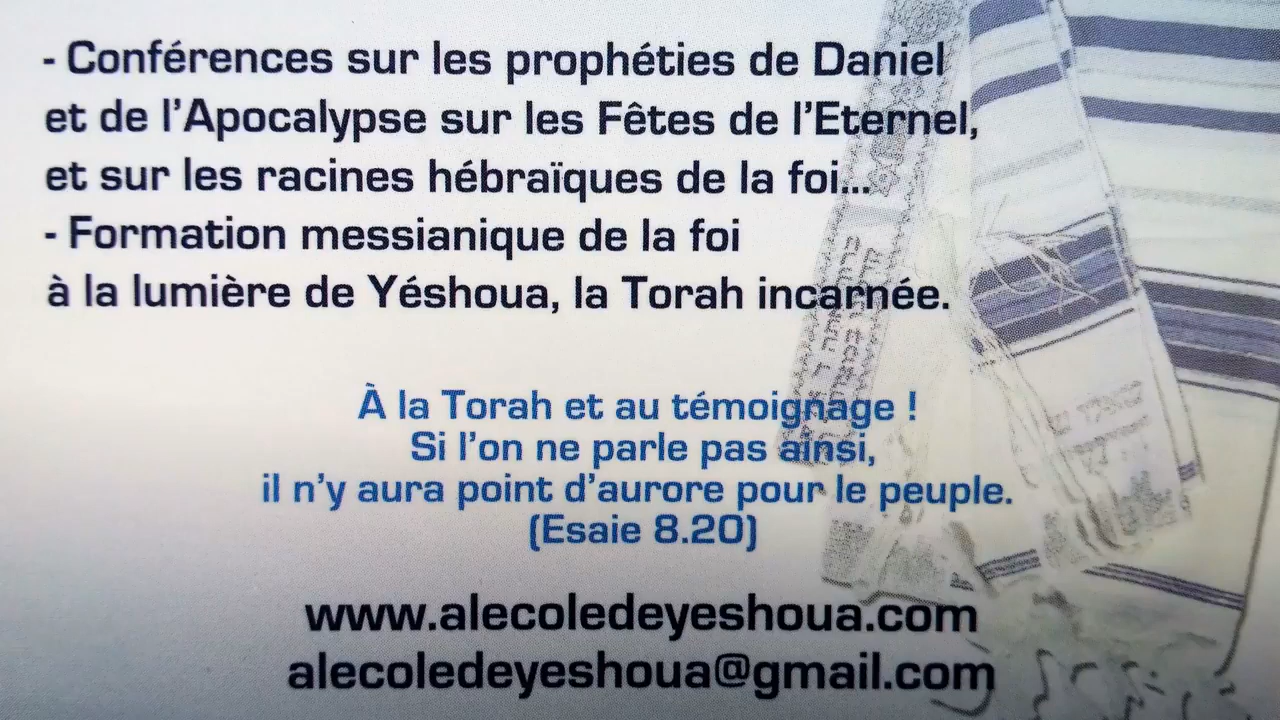 - Conférences sur les prophéties de Daniel
et de l'Apocalypse sur les Fêtes de l'Eternel,
et sur les racines hébraïques de la foi...
- Formation messianique de la foi
à la lumière de Yéshoua, la Torah incarnée.
À la Torah et au témoignage !
Si l'on ne parle pas ainsi,
il n'y aura point d'aurore pour le peuple.
(Esaie 8.20)
www.alecoledeyeshoua.com
alecoledeyeshoua@gmail.com